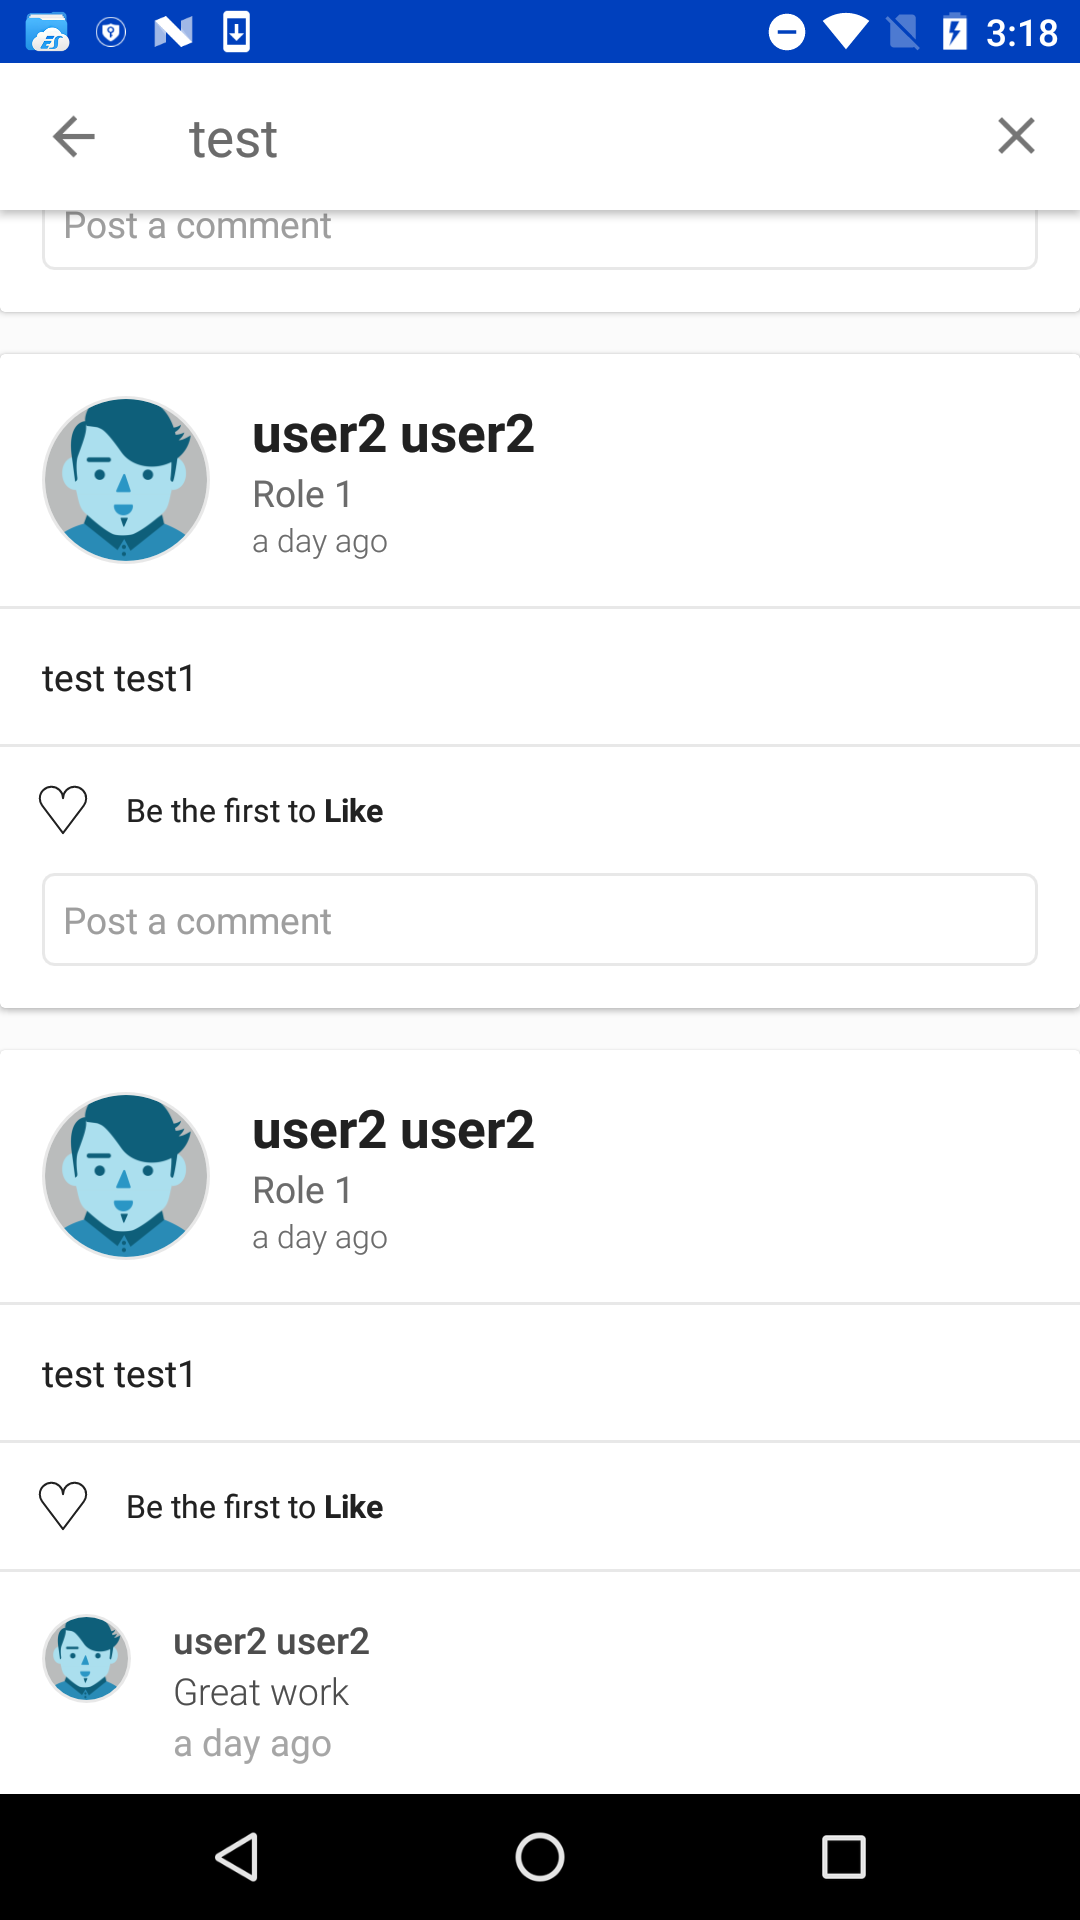 3:18
test
Post a comment
user2 user2
Role 1
a day ago
test test1
Be the first to Like
Post a comment
user2 user2
Role 1
a day ago
test test1
Be the first to Like
user2 user2
Great work
a day ago